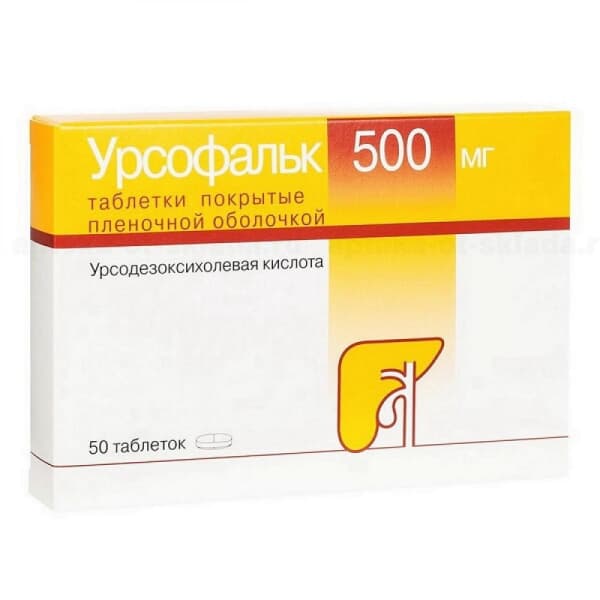 Урсофальк 500 мг
таблетки покрытые
пленочной оболочкой
Урсодезоксихолевая кислота
50 таблеток